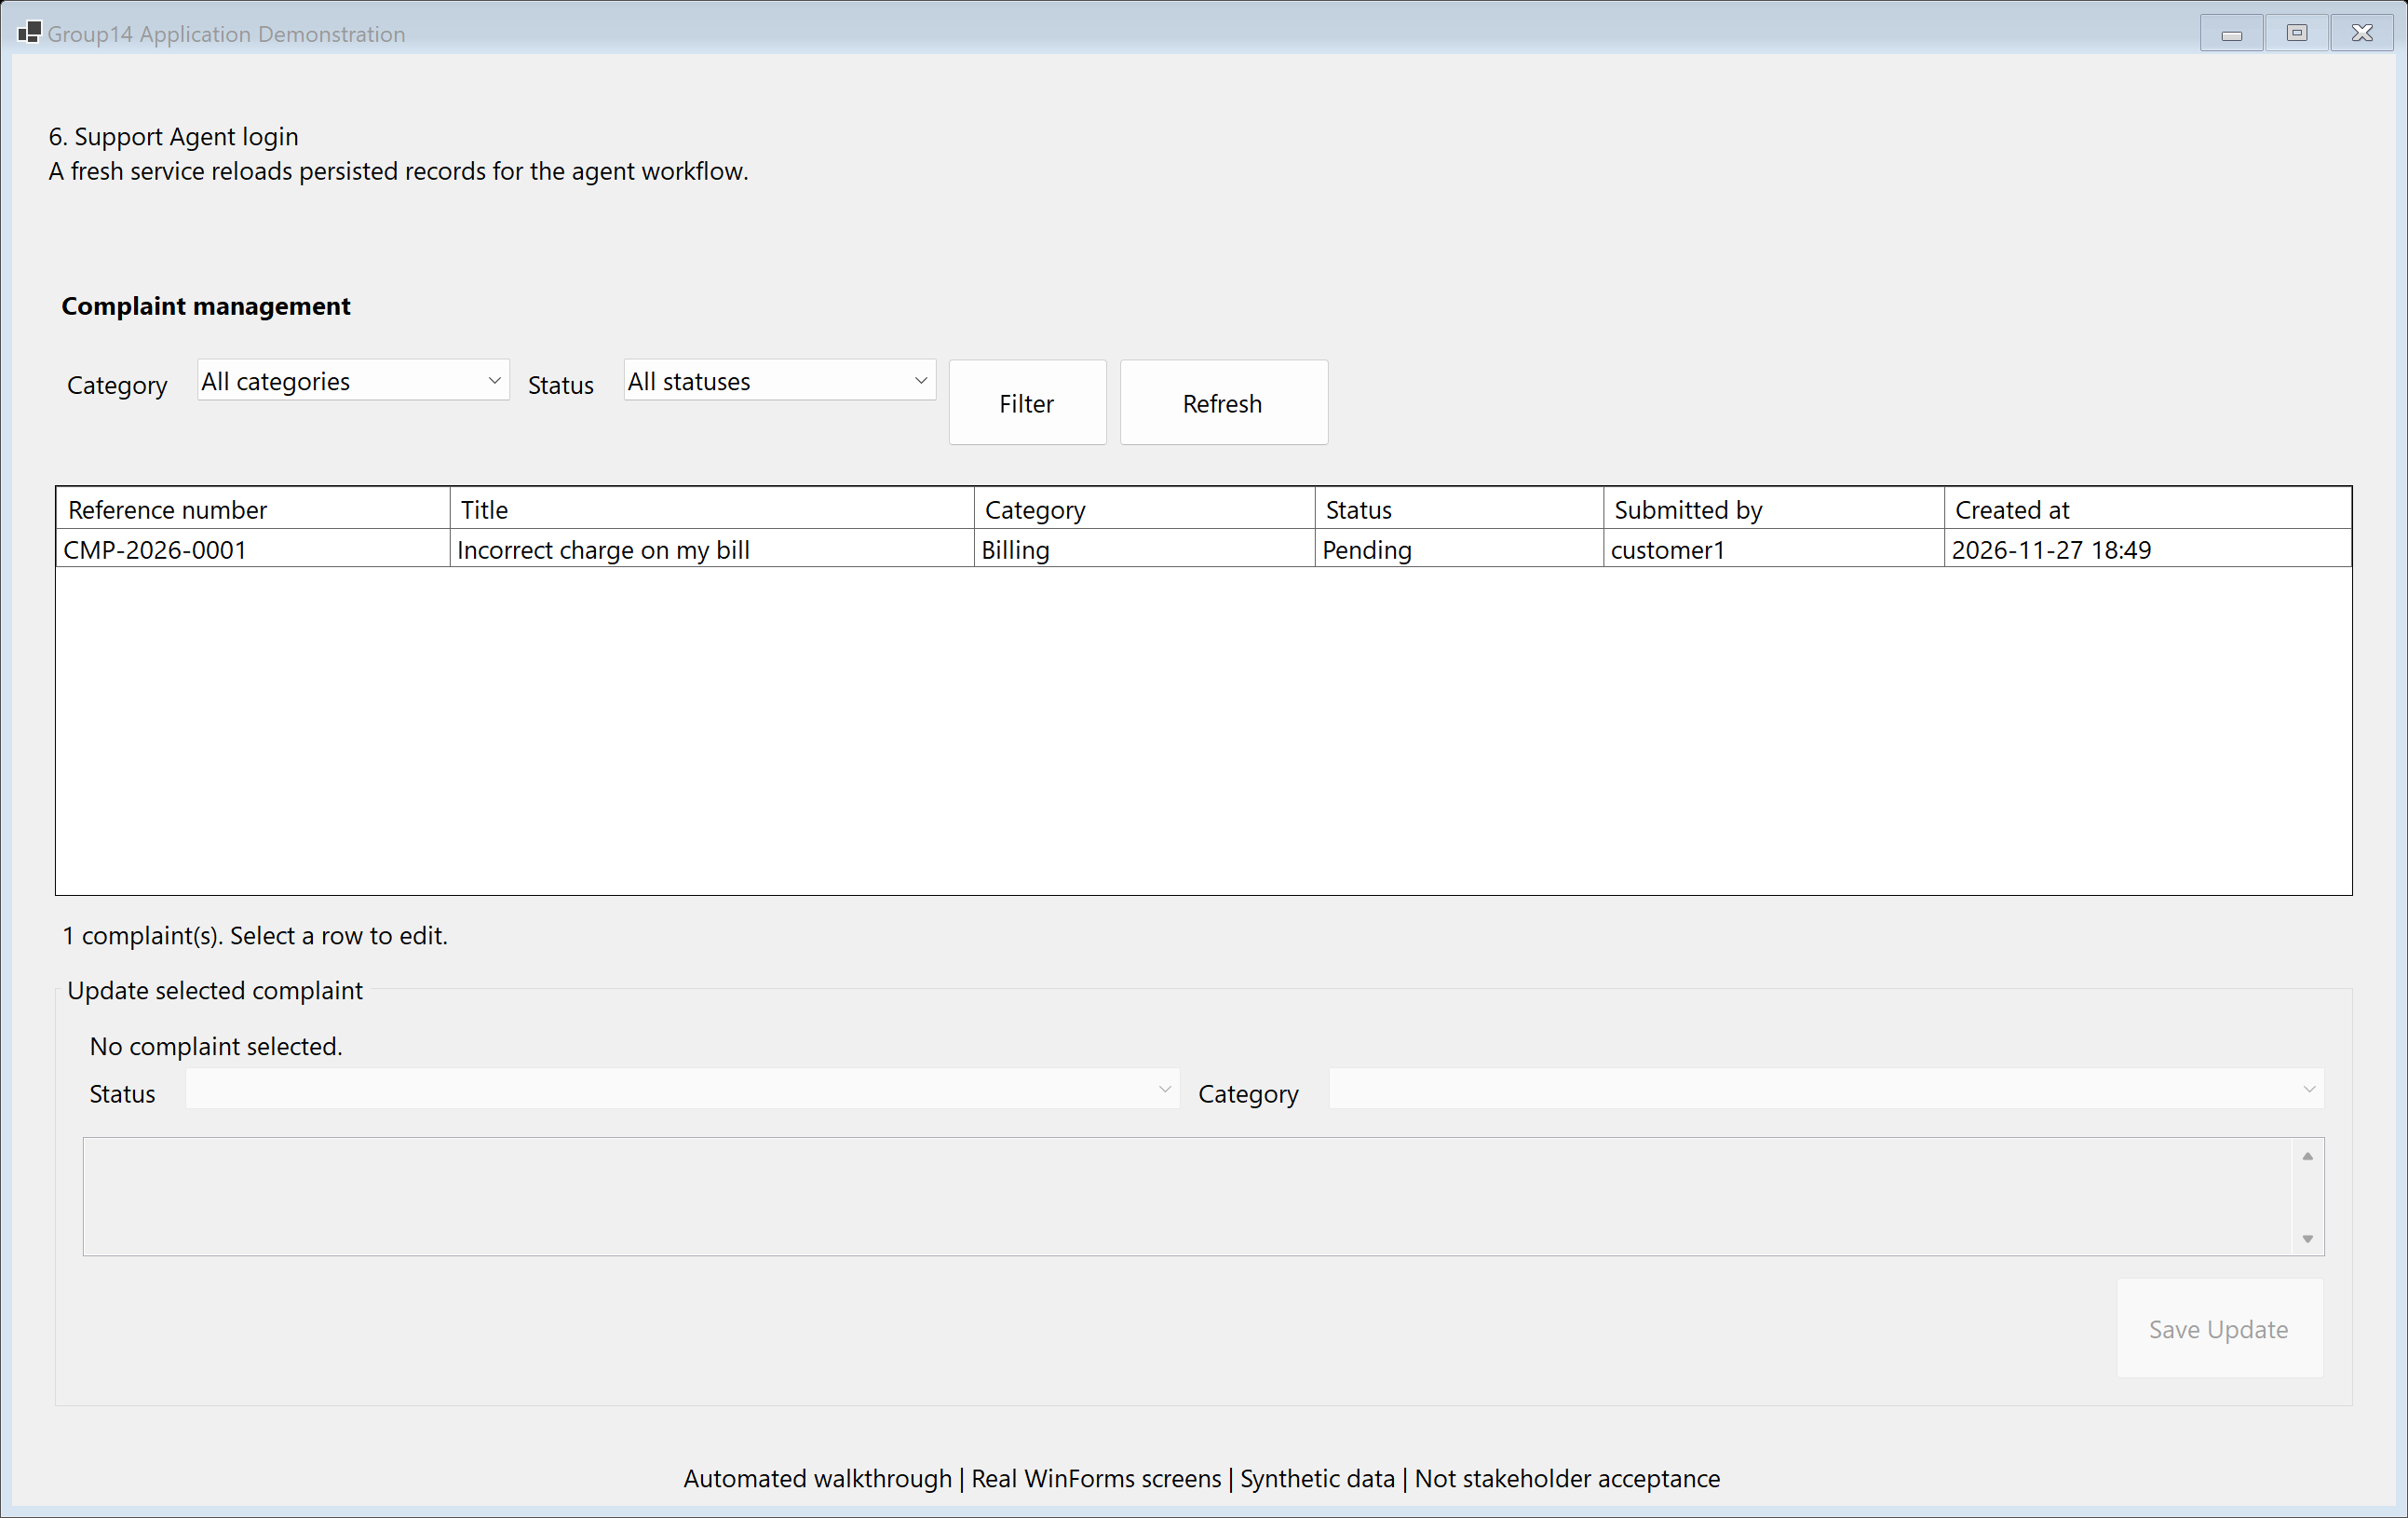 Group14 Application Demonstration
6. Support Agent login
A fresh service reloads persisted records for the agent workflow.
Complaint management
Category All categories Status All statuses Filter Refresh
Reference number Title Category Status Submitted by Created at
CMP-2026-0001 Incorrect charge on my bill Billing Pending customer1 2026-11-27 18:49
1 complaint(s). Select a row to edit.
Update selected complaint
No complaint selected.
Status Category
Save Update
Automated walkthrough | Real WinForms screens | Synthetic data | Not stakeholder acceptance